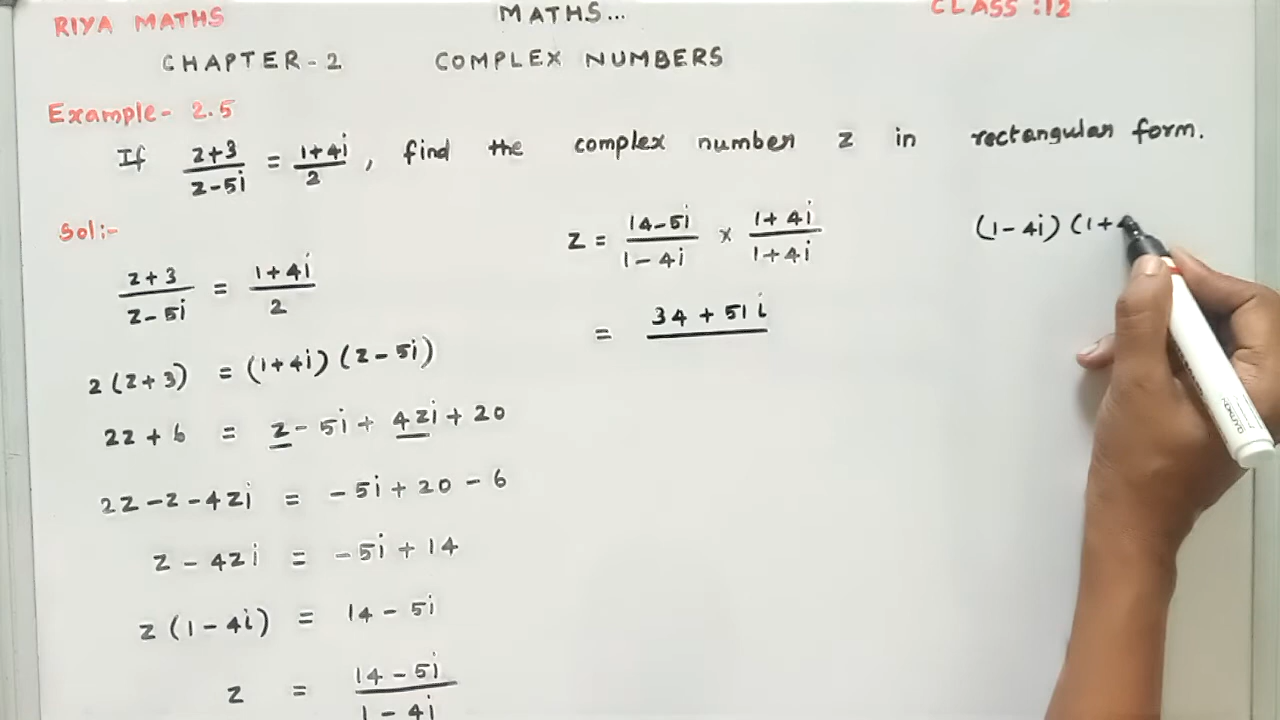 RIYA MATHS MATHS... CLASS :12
CHAPTER - 2 COMPLEX NUMBERS
Example - 2.5
If (z+3)/(z-5i) = (1+4i)/2 , find the complex number z in rectangular form.
Sol:-
(z+3)/(z-5i) = (1+4i)/2
2(z+3) = (1+4i)(z-5i)
2z+6 = z-5i+4zi+20
2z-z-4zi = -5i+20-6
z-4zi = -5i+14
z(1-4i) = 14-5i
z = (14-5i)/(1-4i)
z = (14-5i)/(1-4i) × (1+4i)/(1+4i)
= 34+51i
(1-4i)(1+
QAFFKIN